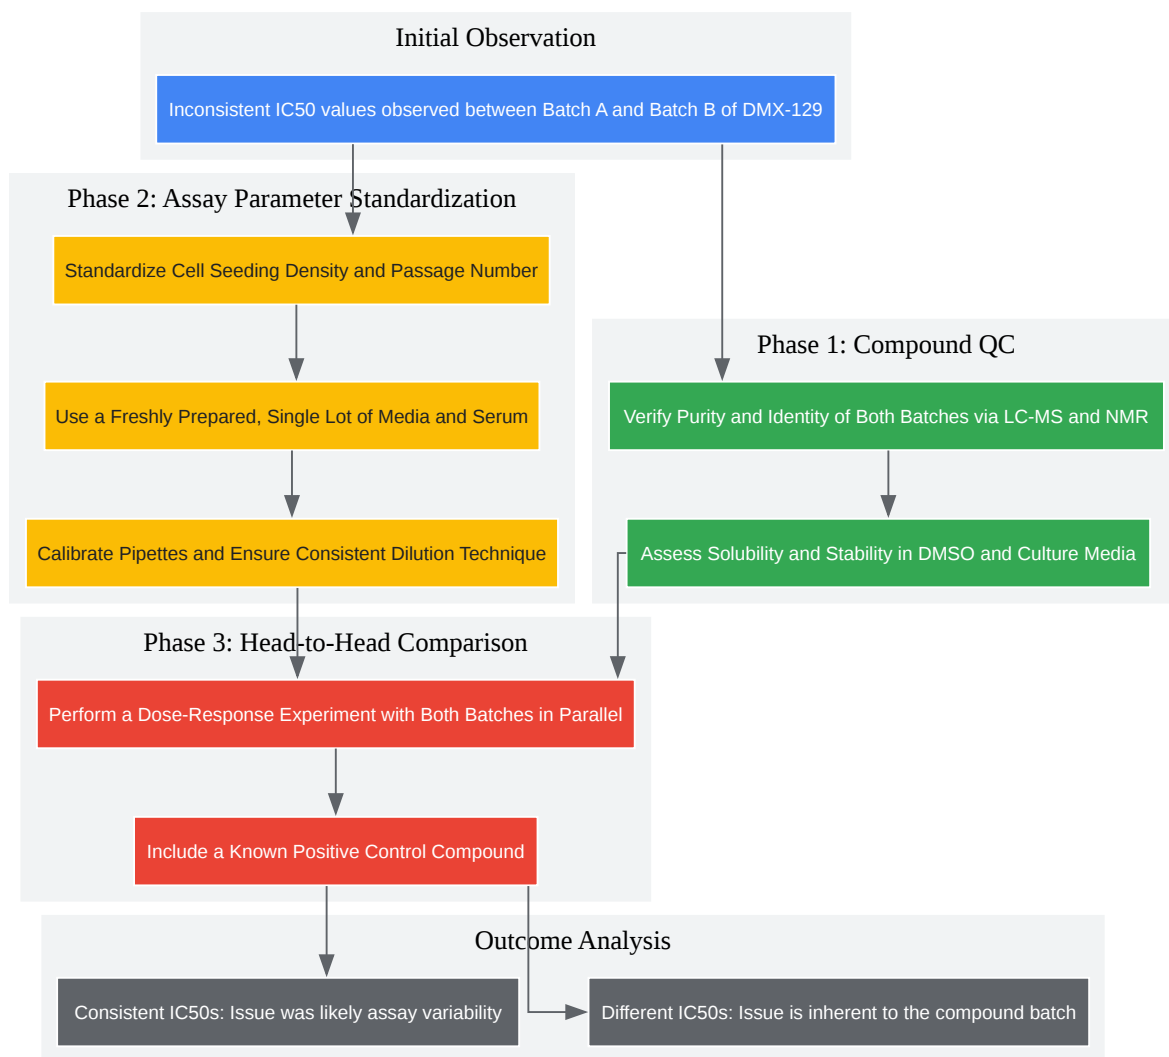 Initial Observation
Inconsistent IC50 values observed between Batch A and Batch B of DMX-129
Phase 2: Assay Parameter Standardization
Standardize Cell Seeding Density and Passage Number
Use a Freshly Prepared, Single Lot of Media and Serum
Calibrate Pipettes and Ensure Consistent Dilution Technique
Phase 1: Compound QC
Verify Purity and Identity of Both Batches via LC-MS and NMR
Assess Solubility and Stability in DMSO and Culture Media
Phase 3: Head-to-Head Comparison
Perform a Dose-Response Experiment with Both Batches in Parallel
Include a Known Positive Control Compound
Outcome Analysis
Consistent IC50s: Issue was likely assay variability
Different IC50s: Issue is inherent to the compound batch